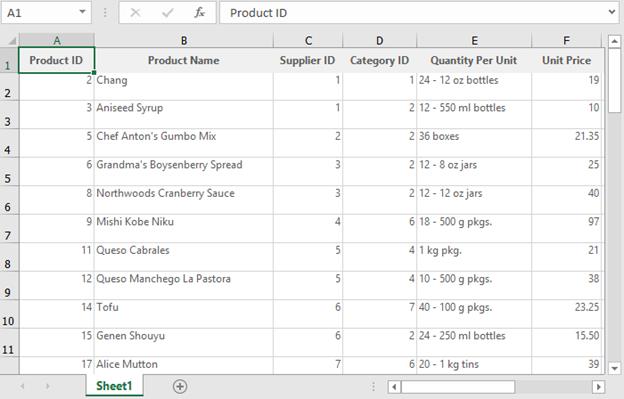 A1 fx Product ID
A B C D E F
1 Product ID Product Name Supplier ID Category ID Quantity Per Unit Unit Price
2 2 Chang 1 1 24 - 12 oz bottles 19
3 3 Aniseed Syrup 1 2 12 - 550 ml bottles 10
4 5 Chef Anton's Gumbo Mix 2 2 36 boxes 21.35
5 6 Grandma's Boysenberry Spread 3 2 12 - 8 oz jars 25
6 8 Northwoods Cranberry Sauce 3 2 12 - 12 oz jars 40
7 9 Mishi Kobe Niku 4 6 18 - 500 g pkgs. 97
8 11 Queso Cabrales 5 4 1 kg pkg. 21
9 12 Queso Manchego La Pastora 5 4 10 - 500 g pkgs. 38
10 14 Tofu 6 7 40 - 100 g pkgs. 23.25
11 15 Genen Shouyu 6 2 24 - 250 ml bottles 15.50
17 Alice Mutton 7 6 20 - 1 kg tins 39
Sheet1